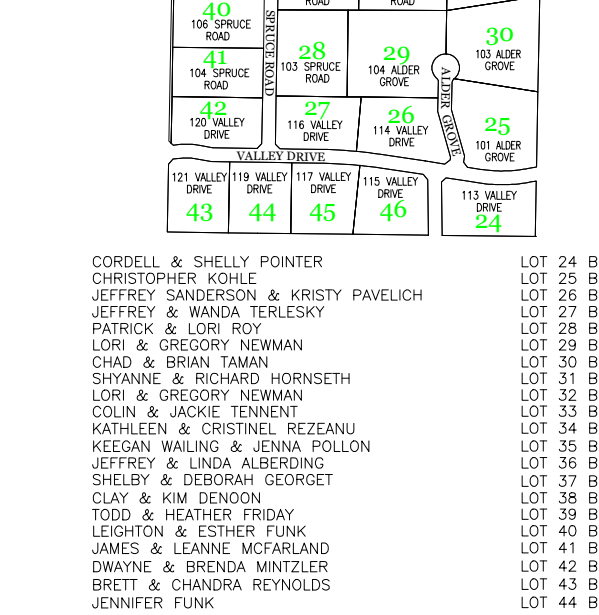 ROAD
ROAD
40
106 SPRUCE
ROAD
SPRUCE ROAD
41
104 SPRUCE
ROAD
28
103 SPRUCE
ROAD
29
104 ALDER
GROVE
30
103 ALDER
GROVE
ALDER GROVE
42
120 VALLEY
DRIVE
27
116 VALLEY
DRIVE
26
114 VALLEY
DRIVE
25
101 ALDER
GROVE
VALLEY DRIVE
121 VALLEY
DRIVE
43
119 VALLEY
DRIVE
44
117 VALLEY
DRIVE
45
115 VALLEY
DRIVE
46
113 VALLEY
DRIVE
24
CORDELL & SHELLY POINTER LOT 24 B
CHRISTOPHER KOHLE LOT 25 B
JEFFREY SANDERSON & KRISTY PAVELICH LOT 26 B
JEFFREY & WANDA TERLESKY LOT 27 B
PATRICK & LORI ROY LOT 28 B
LORI & GREGORY NEWMAN LOT 29 B
CHAD & BRIAN TAMAN LOT 30 B
SHYANNE & RICHARD HORNSETH LOT 31 B
LORI & GREGORY NEWMAN LOT 32 B
COLIN & JACKIE TENNENT LOT 33 B
KATHLEEN & CRISTINEL REZEANU LOT 34 B
KEEGAN WAILING & JENNA POLLON LOT 35 B
JEFFREY & LINDA ALBERDING LOT 36 B
SHELBY & DEBORAH GEORGET LOT 37 B
CLAY & KIM DENOON LOT 38 B
TODD & HEATHER FRIDAY LOT 39 B
LEIGHTON & ESTHER FUNK LOT 40 B
JAMES & LEANNE MCFARLAND LOT 41 B
DWAYNE & BRENDA MINTZLER LOT 42 B
BRETT & CHANDRA REYNOLDS LOT 43 B
JENNIFER FUNK LOT 44 B